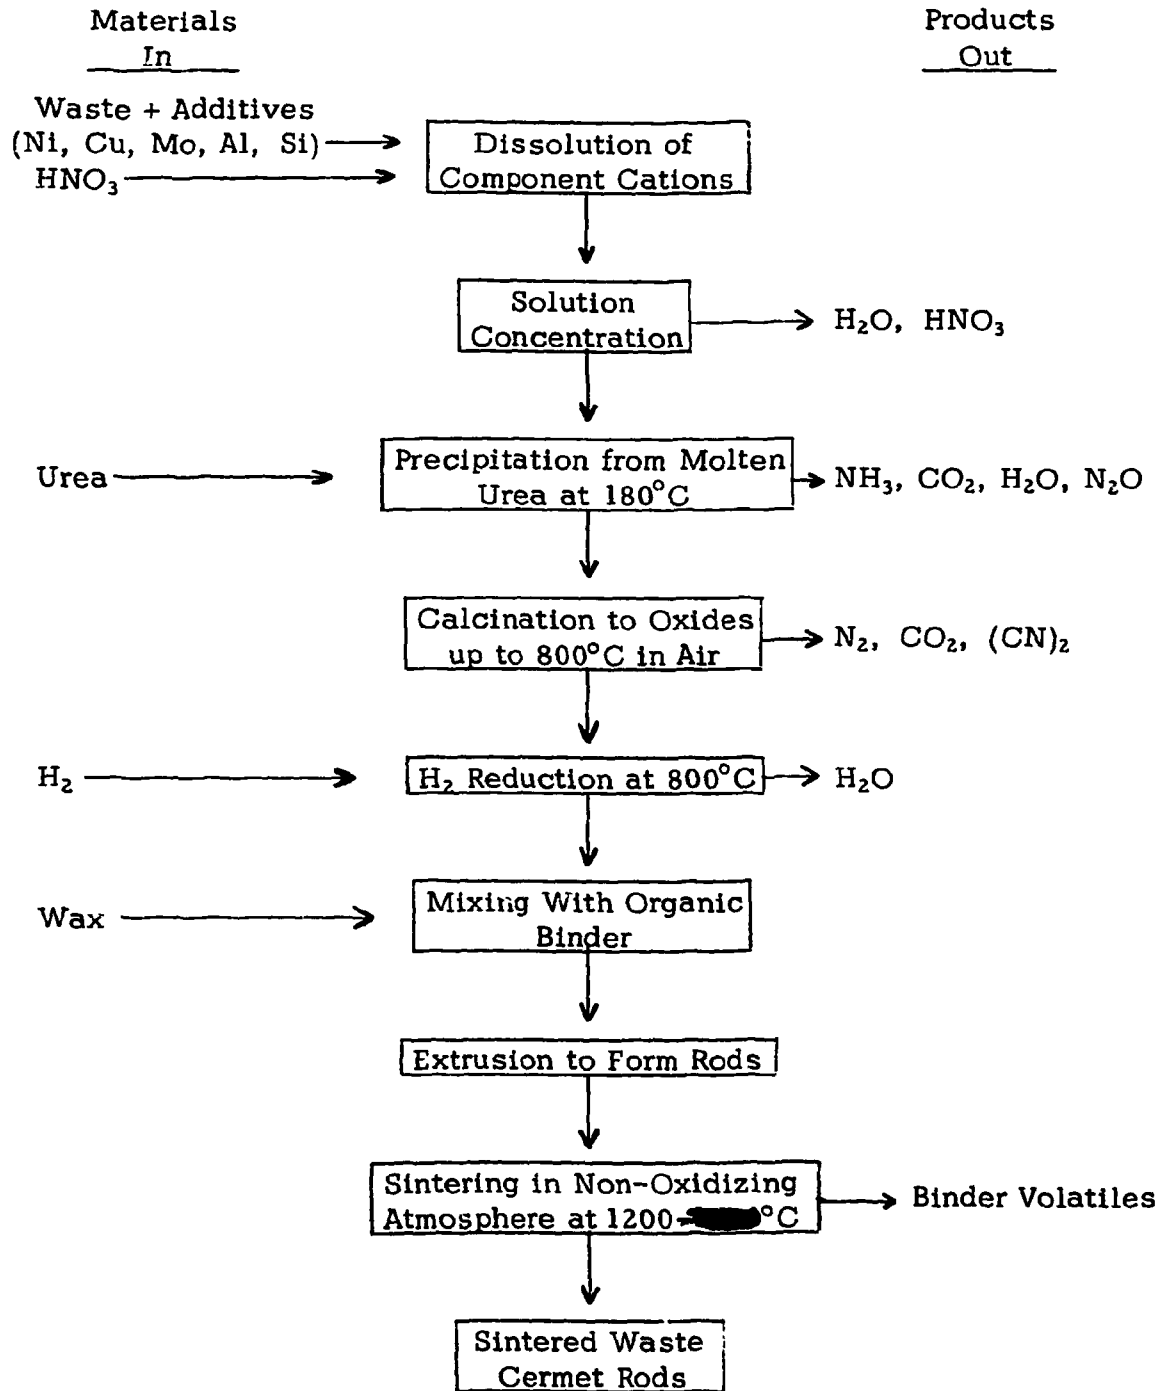 Materials
In
Products
Out
Waste + Additives
(Ni, Cu, Mo, Al, Si)
HNO₃
Dissolution of
Component Cations
Solution
Concentration
H₂O, HNO₃
Urea
Precipitation from Molten
Urea at 180°C
NH₃, CO₂, H₂O, N₂O
Calcination to Oxides
up to 800°C in Air
N₂, CO₂, (CN)₂
H₂
H₂ Reduction at 800°C
H₂O
Wax
Mixing With Organic
Binder
Extrusion to Form Rods
Sintering in Non-Oxidizing
Atmosphere at 1200- °C
Binder Volatiles
Sintered Waste
Cermet Rods